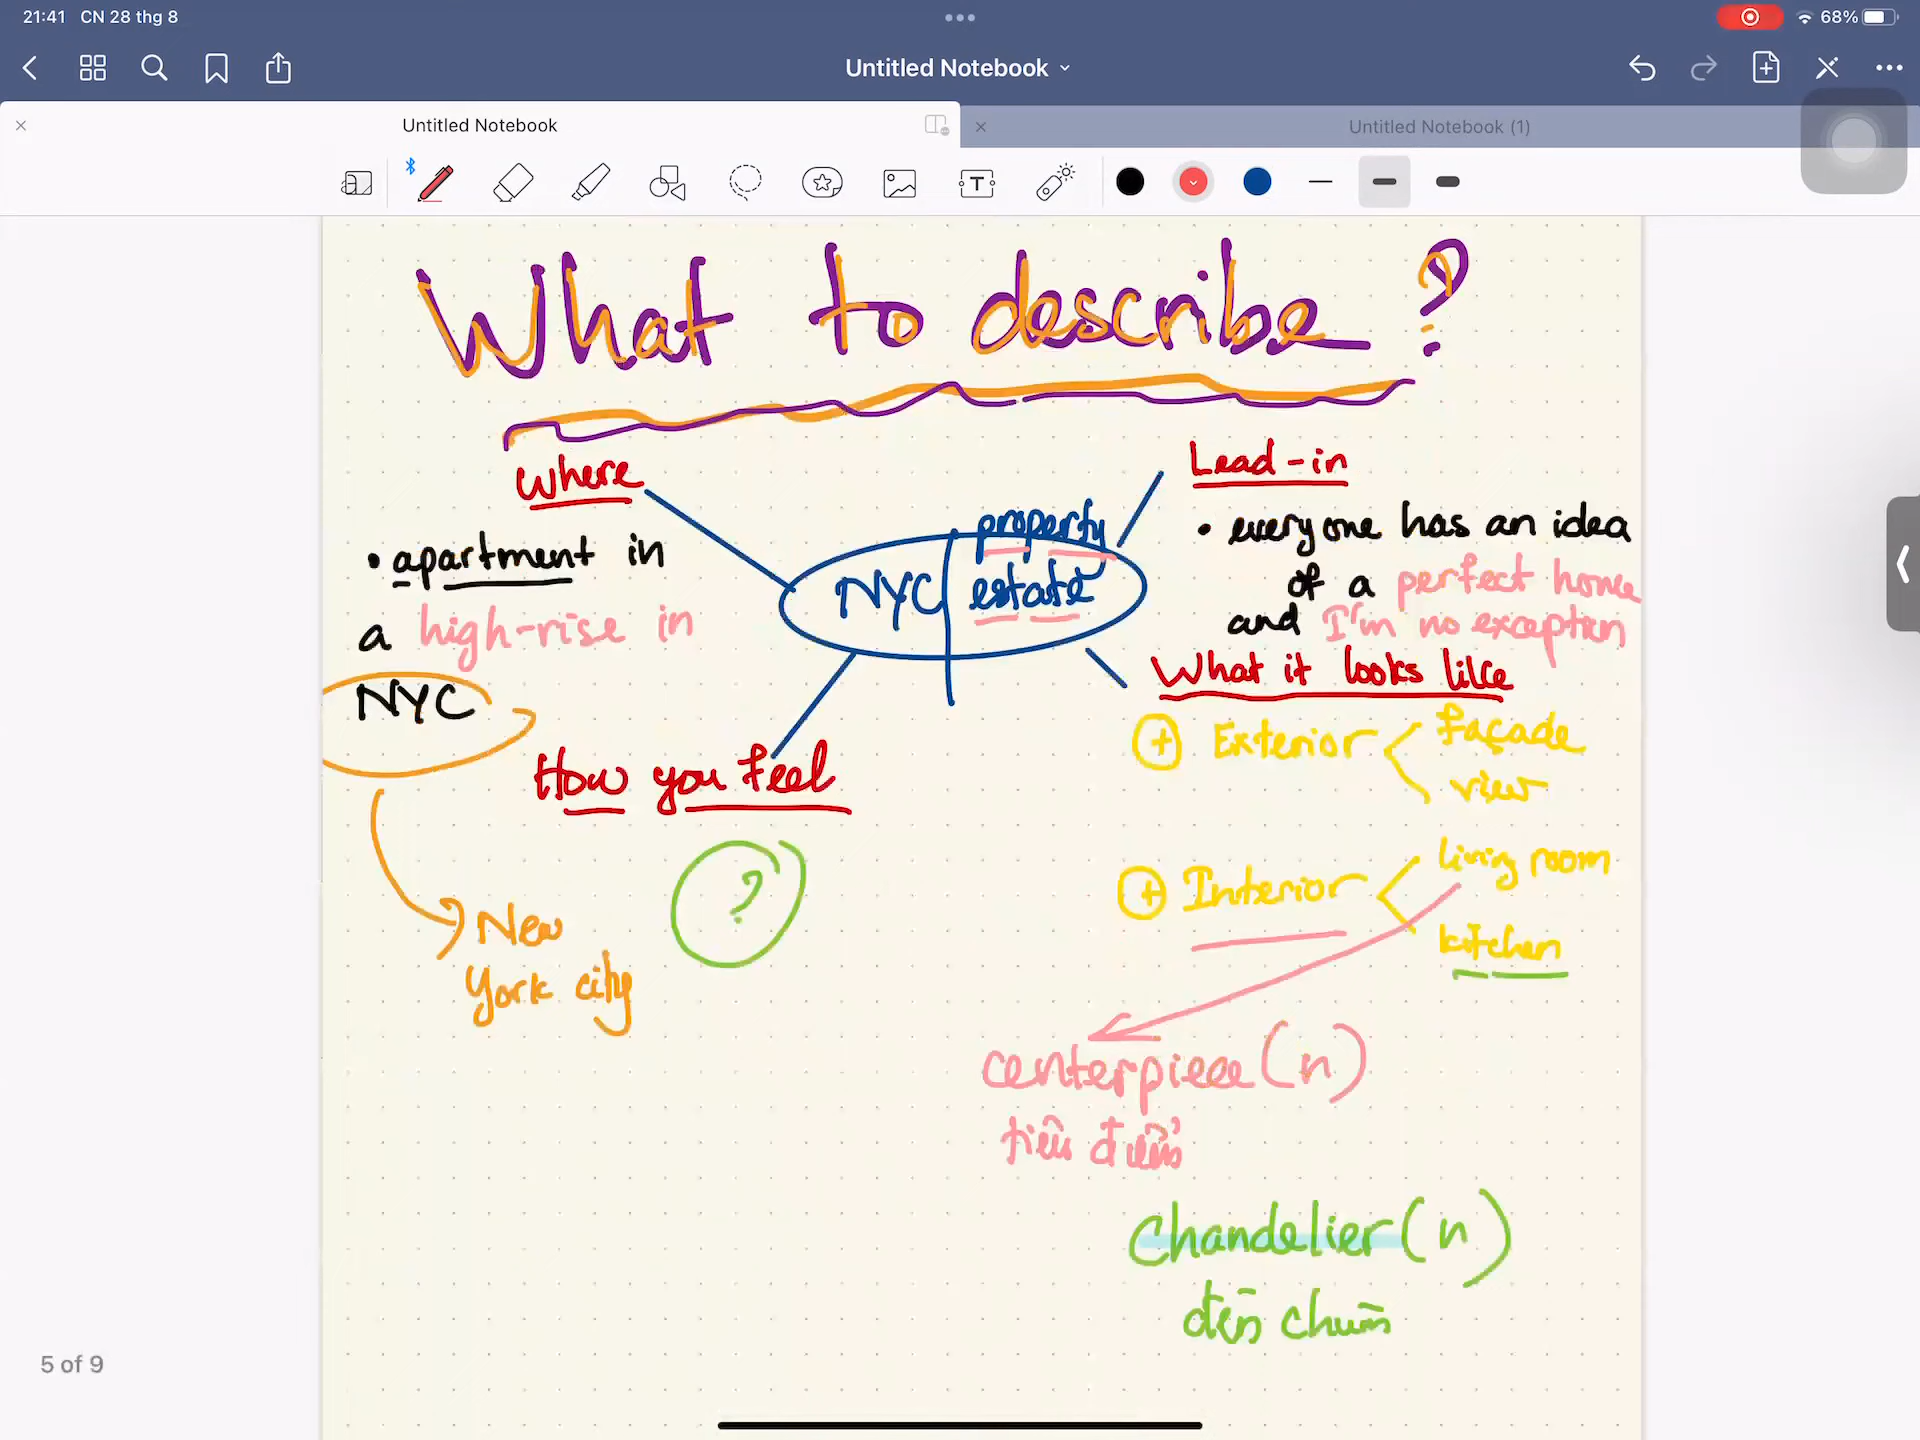 21:41 CN 28 thg 8
68%
Untitled Notebook
Untitled Notebook
Untitled Notebook (1)
What to describe ?
Where
• apartment in
a high-rise in
NYC
New
York city
How you feel
?
NYC
property
estate
Lead-in
• everyone has an idea
of a perfect home
and I'm no exception
What it looks like
+ Exterior
façade
view
+ Interior
living room
kitchen
centerpiece (n)
tiêu điểm
Chandelier (n)
đèn chùm
5 of 9